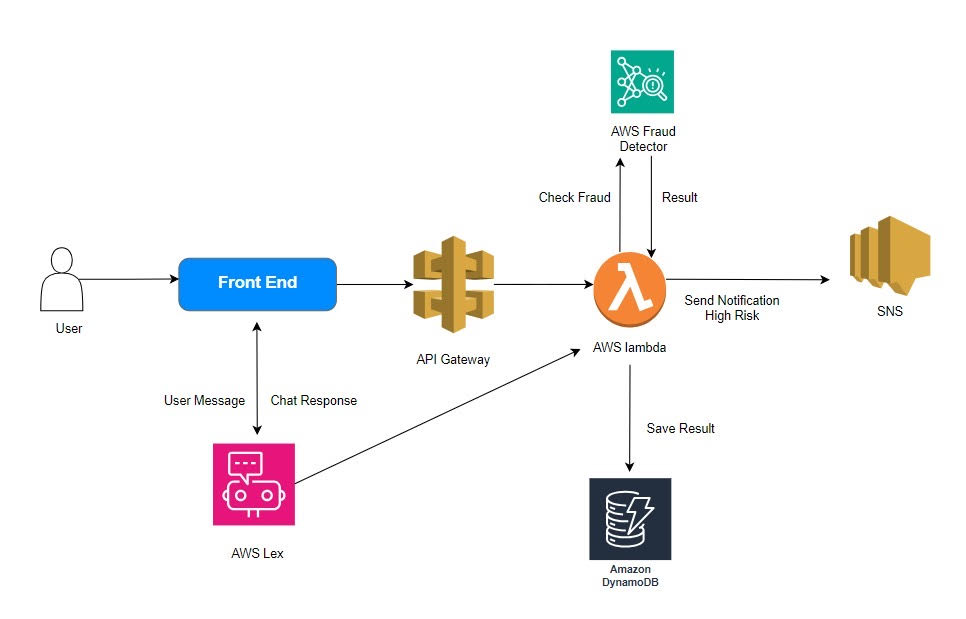 AWS Fraud
Detector
Check Fraud
Result
Front End
User
Send Notification
High Risk
SNS
API Gateway
AWS lambda
User Message
Chat Response
Save Result
AWS Lex
Amazon
DynamoDB